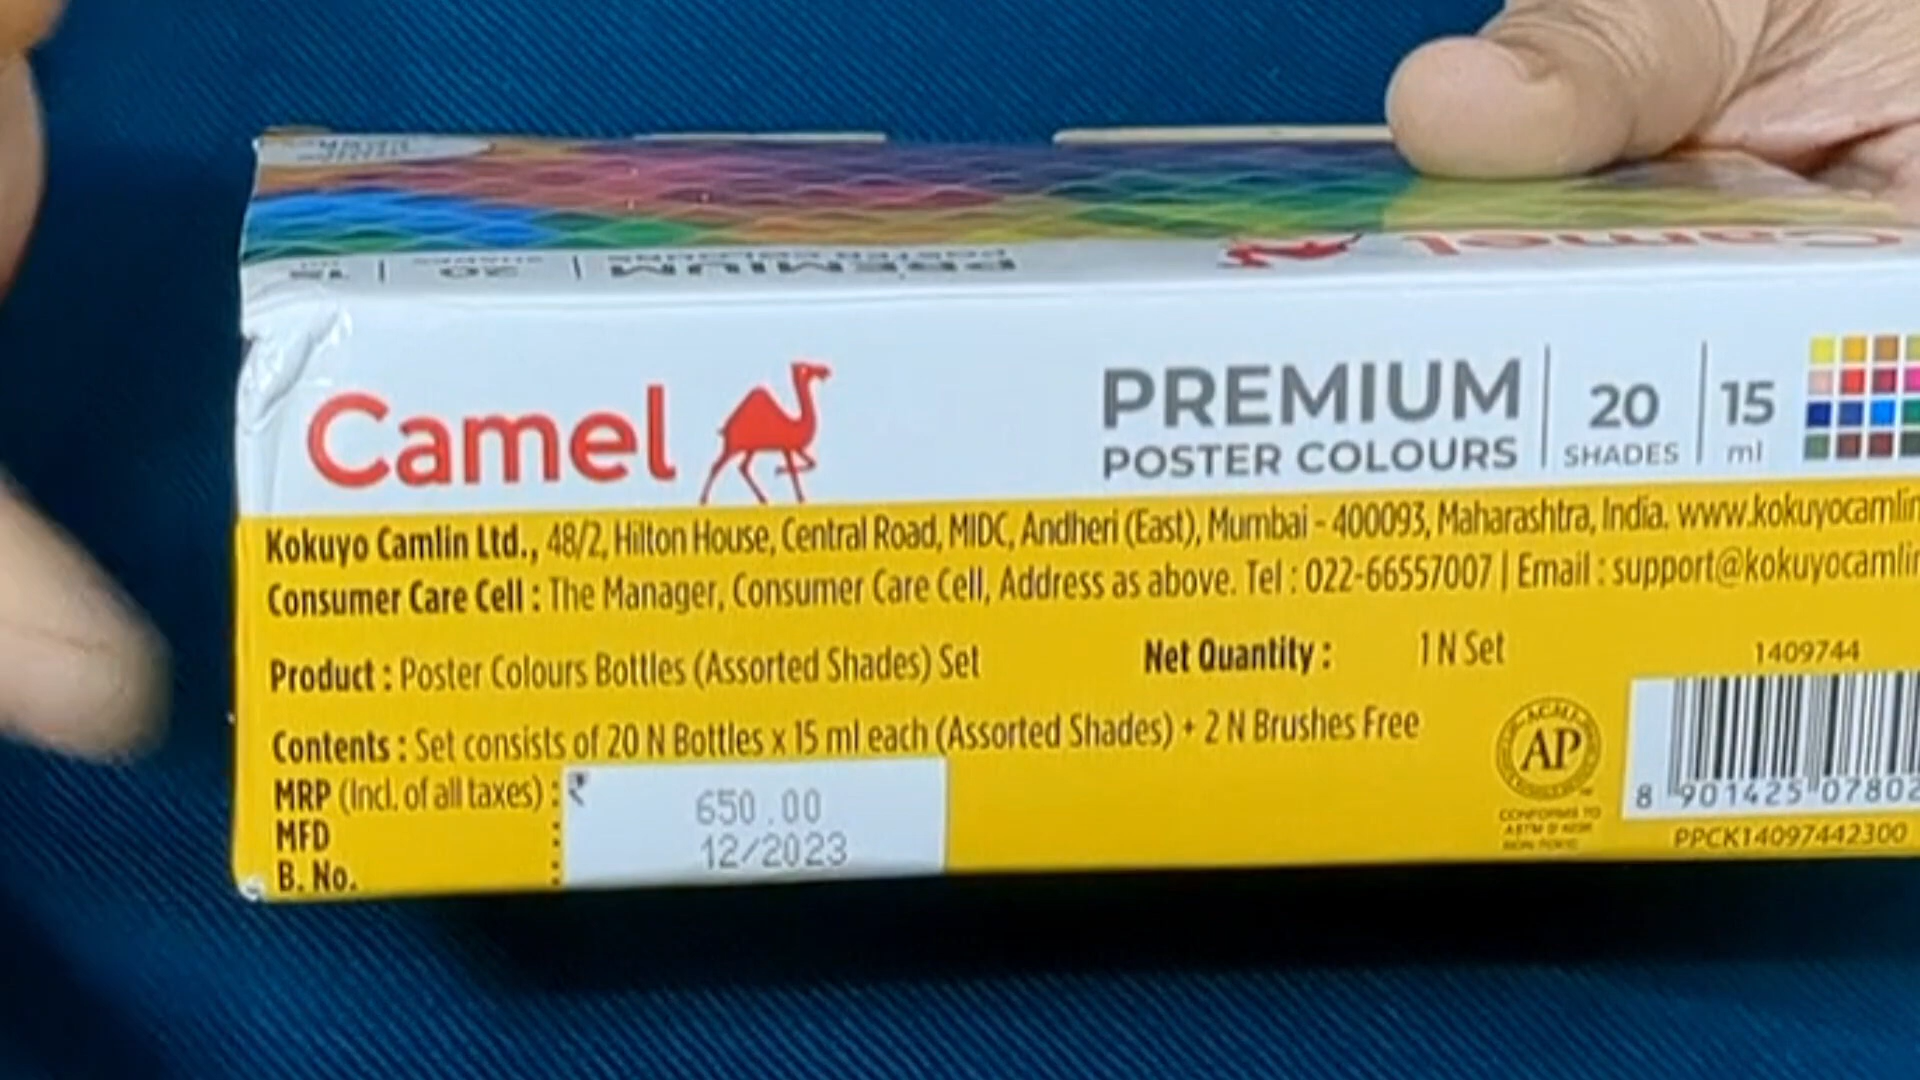 Camel
PREMIUM
POSTER COLOURS
20
SHADES
15
ml
Kokuyo Camlin Ltd., 48/2, Hilton House, Central Road, MIDC, Andheri (East), Mumbai - 400093, Maharashtra, India. www.kokuyocamlin
Consumer Care Cell : The Manager, Consumer Care Cell, Address as above. Tel : 022-66557007 | Email : support@kokuyocamlin
Product : Poster Colours Bottles (Assorted Shades) Set
Net Quantity : 1 N Set
1409744
Contents : Set consists of 20 N Bottles x 15 ml each (Assorted Shades) + 2 N Brushes Free
MRP (Incl. of all taxes) : ₹ 650.00
MFD : 12/2023
B. No. :
ACMI
AP
CONFORMS TO
8 901425 07802
PPCK14097442300